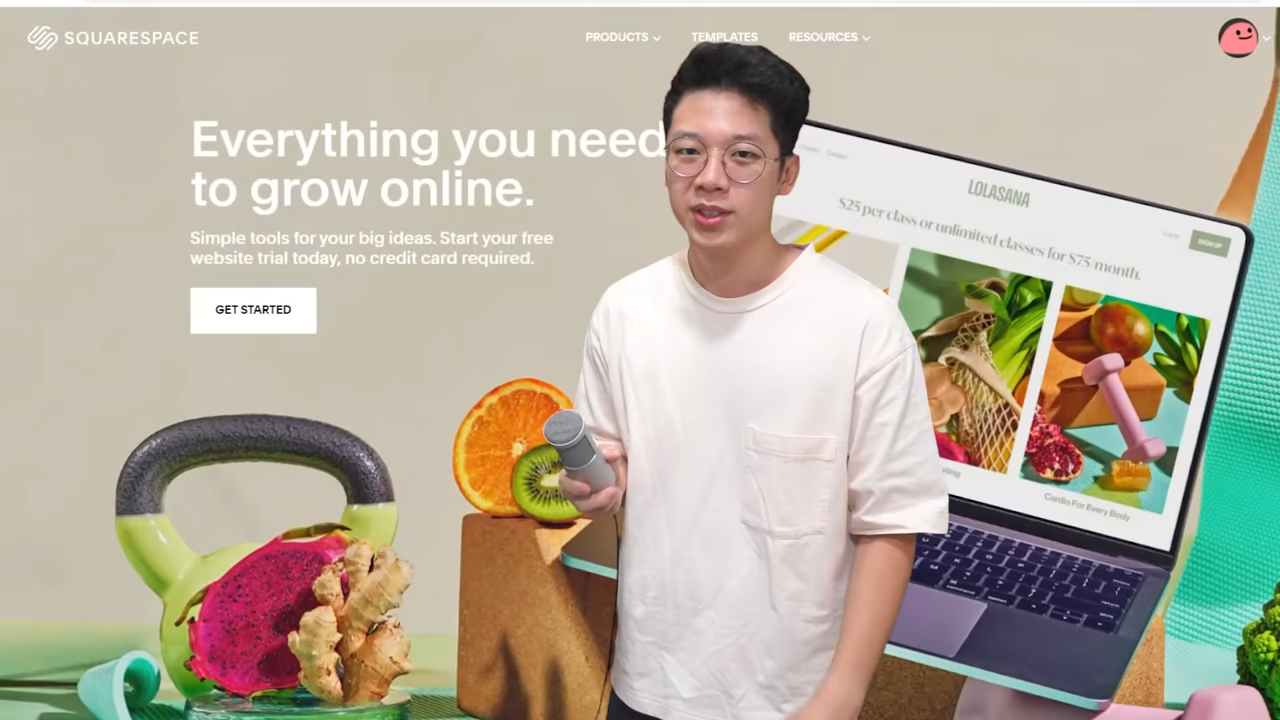 SQUARESPACE
PRODUCTS
TEMPLATES
RESOURCES
Everything you need
to grow online.
Simple tools for your big ideas. Start your free
website trial today, no credit card required.
GET STARTED
LOLASANA
$25 per class or unlimited classes for $75/month.
SIGN UP
Cardio For Every Body